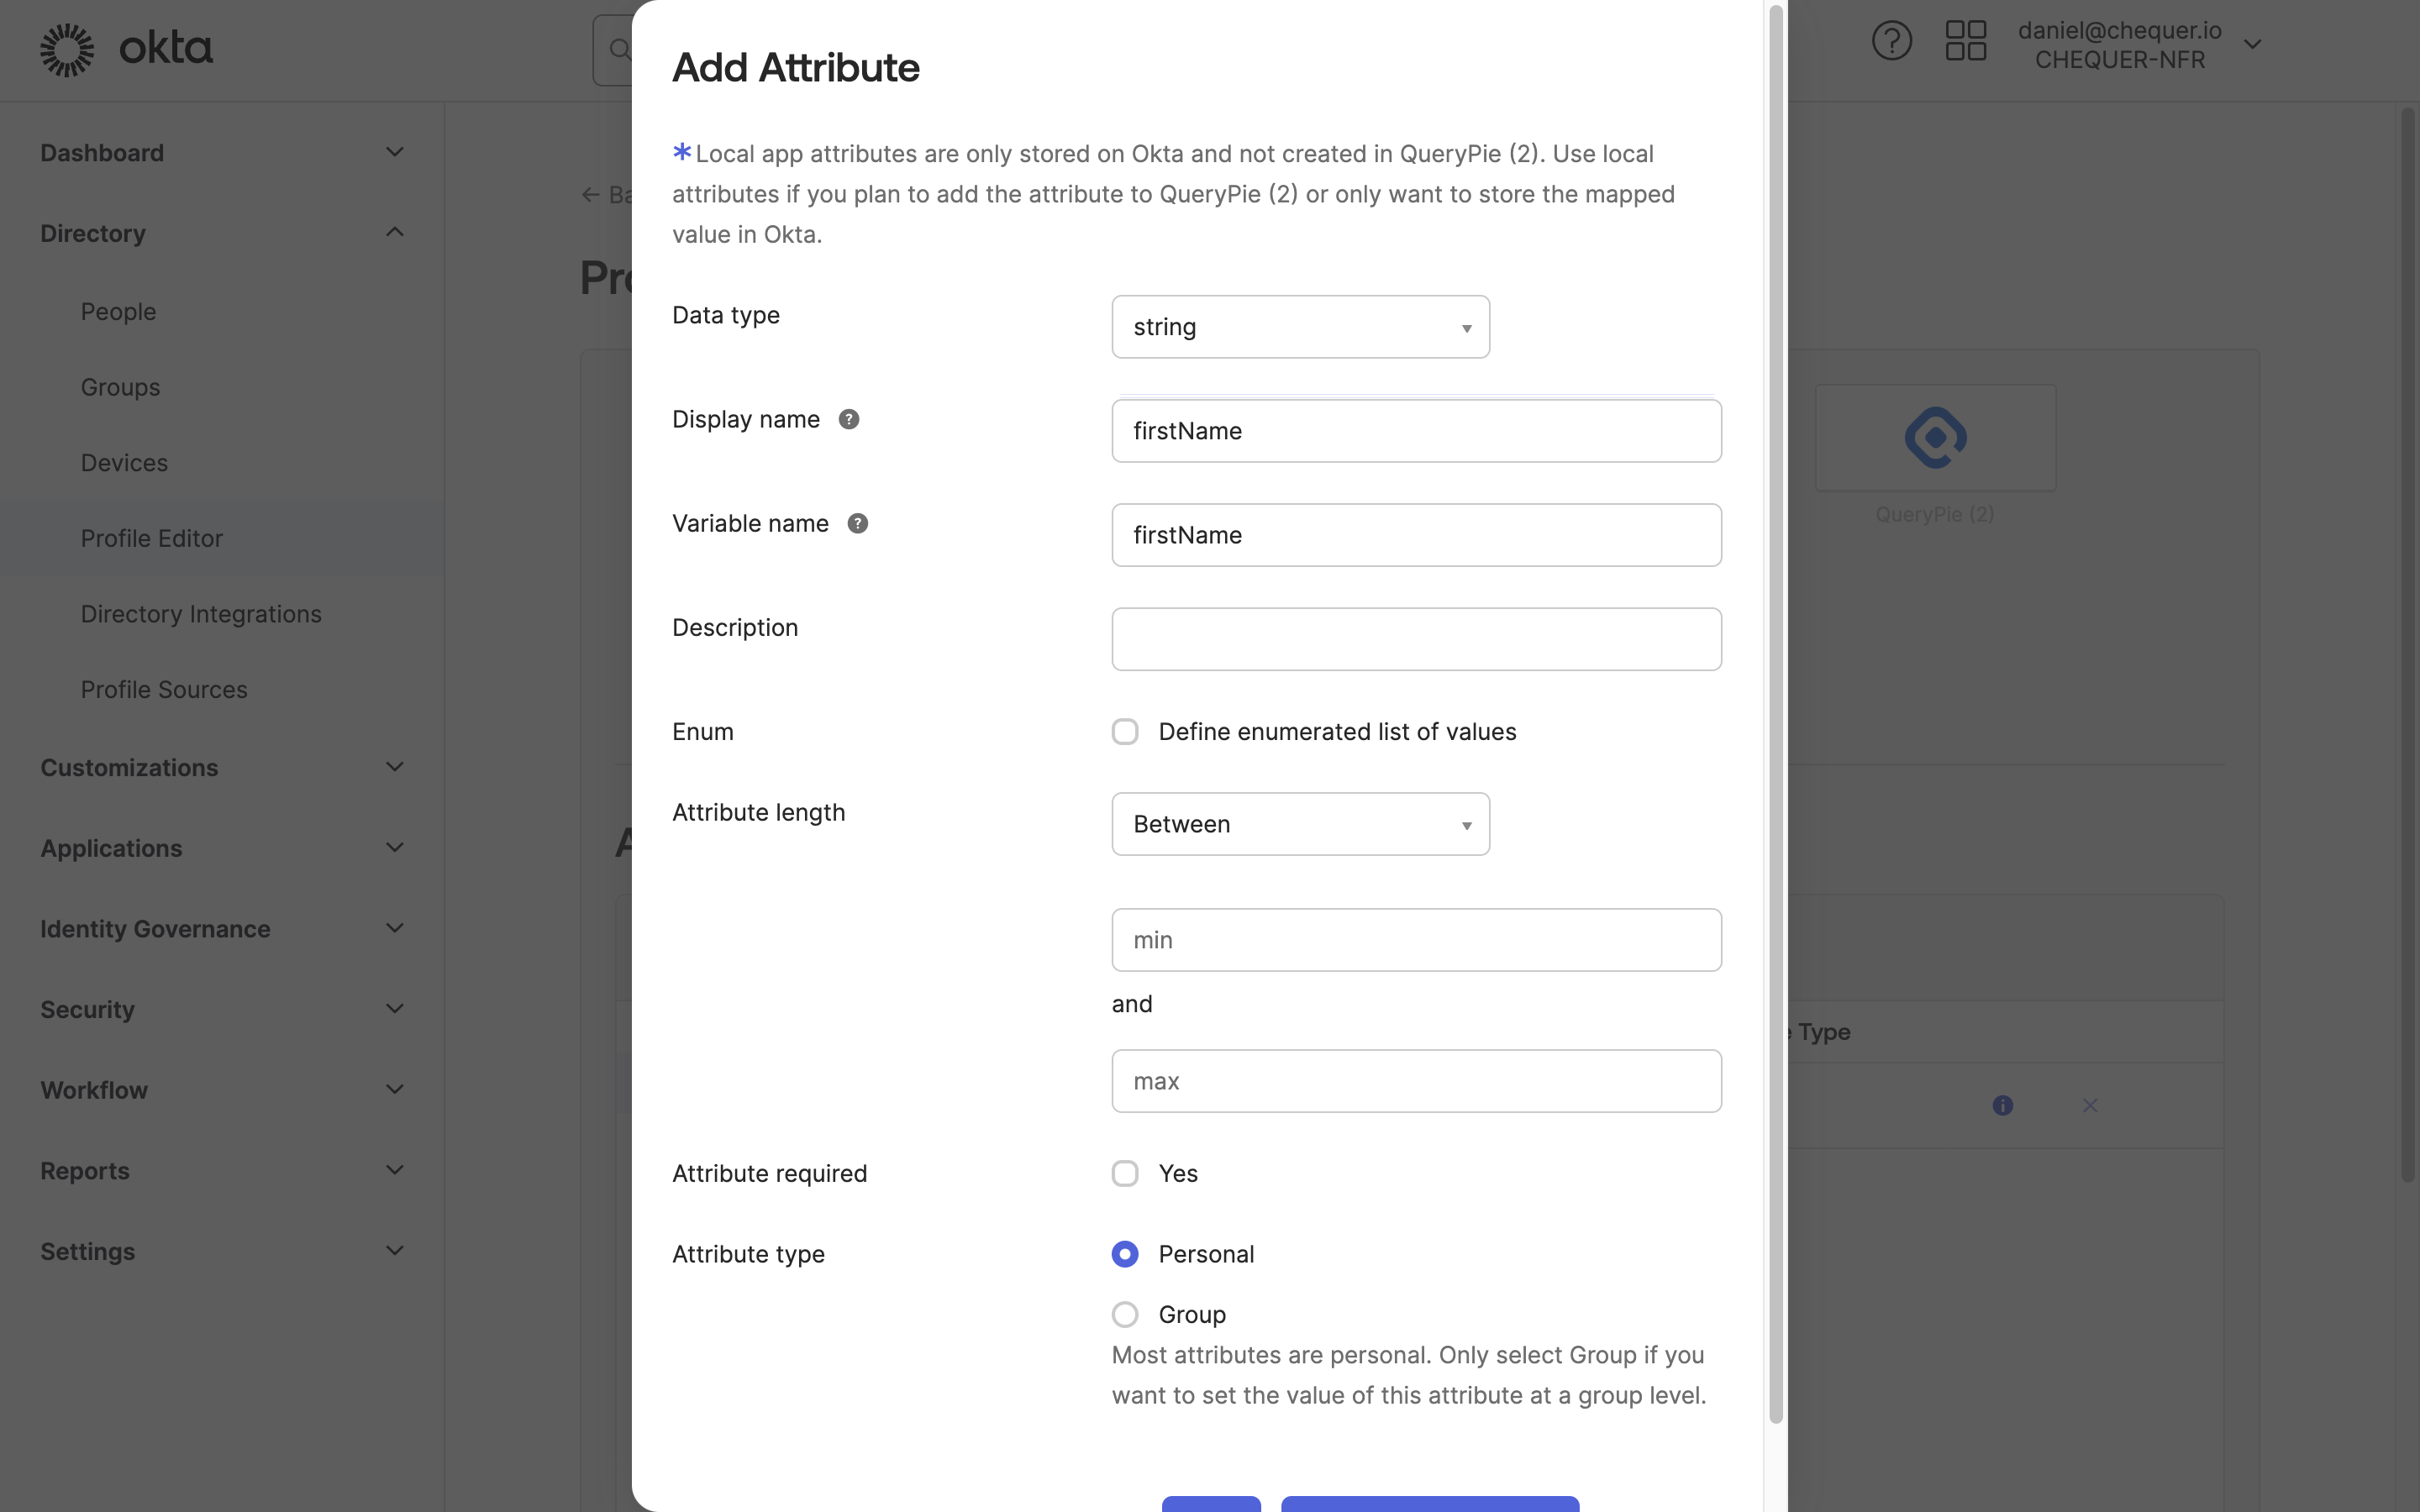 okta
daniel@chequer.io
CHEQUER-NFR
Dashboard
Directory
People
Groups
Devices
Profile Editor
Directory Integrations
Profile Sources
Customizations
Applications
Identity Governance
Security
Workflow
Reports
Settings
Add Attribute
*Local app attributes are only stored on Okta and not created in QueryPie (2). Use local
attributes if you plan to add the attribute to QueryPie (2) or only want to store the mapped
value in Okta.
Data type
string
Display name ?
firstName
Variable name ?
firstName
Description
Enum
Define enumerated list of values
Attribute length
Between
min
and
max
Attribute required
Yes
Attribute type
Personal
Group
Most attributes are personal. Only select Group if you
want to set the value of this attribute at a group level.
QueryPie (2)
Type